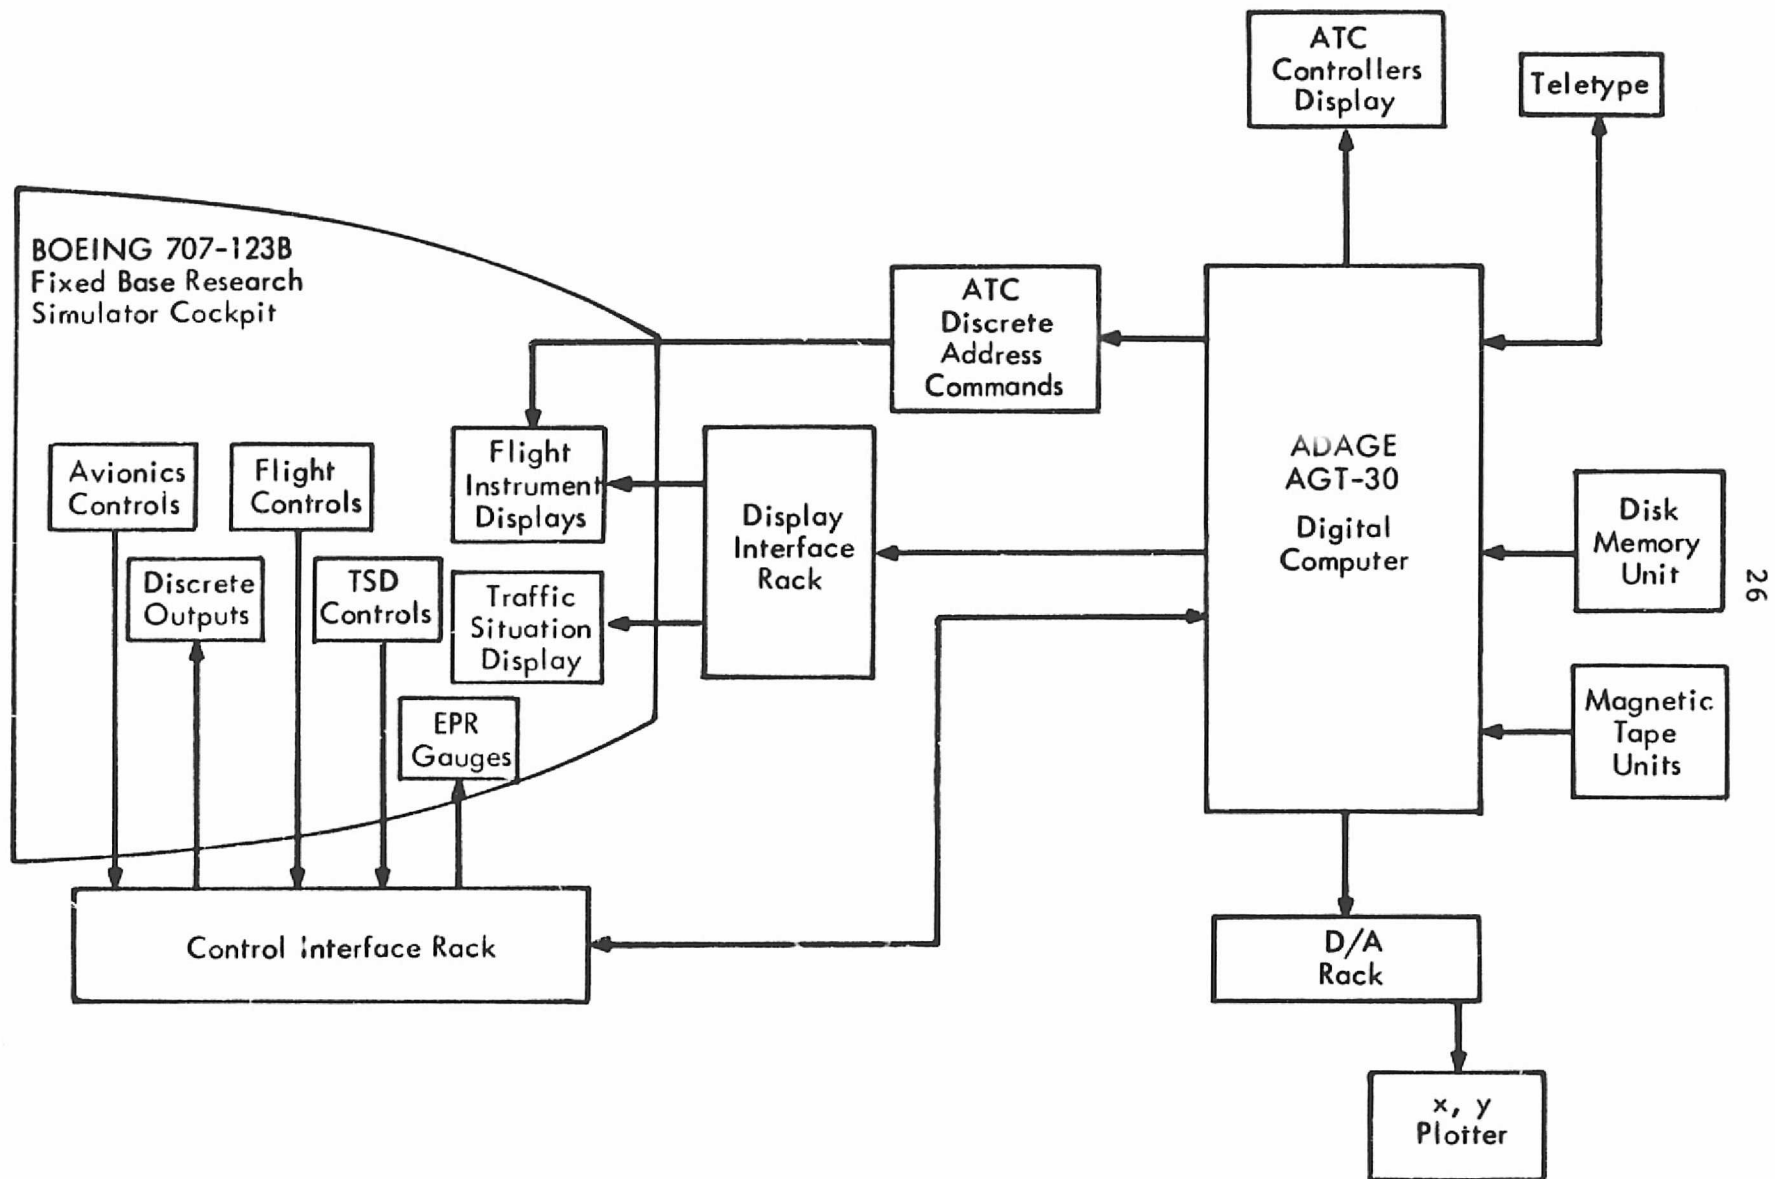 ATC
Controllers
Display
Teletype
BOEING 707-123B
Fixed Base Research
Simulator Cockpit
ATC
Discrete
Address
Commands
Avionics
Controls
Flight
Controls
Flight
Instrument
Displays
Display
Interface
Rack
ADAGE
AGT-30
Digital
Computer
Disk
Memory
Unit
26
Discrete
Outputs
TSD
Controls
Traffic
Situation
Display
EPR
Gauges
Magnetic
Tape
Units
Control Interface Rack
D/A
Rack
x, y
Plotter